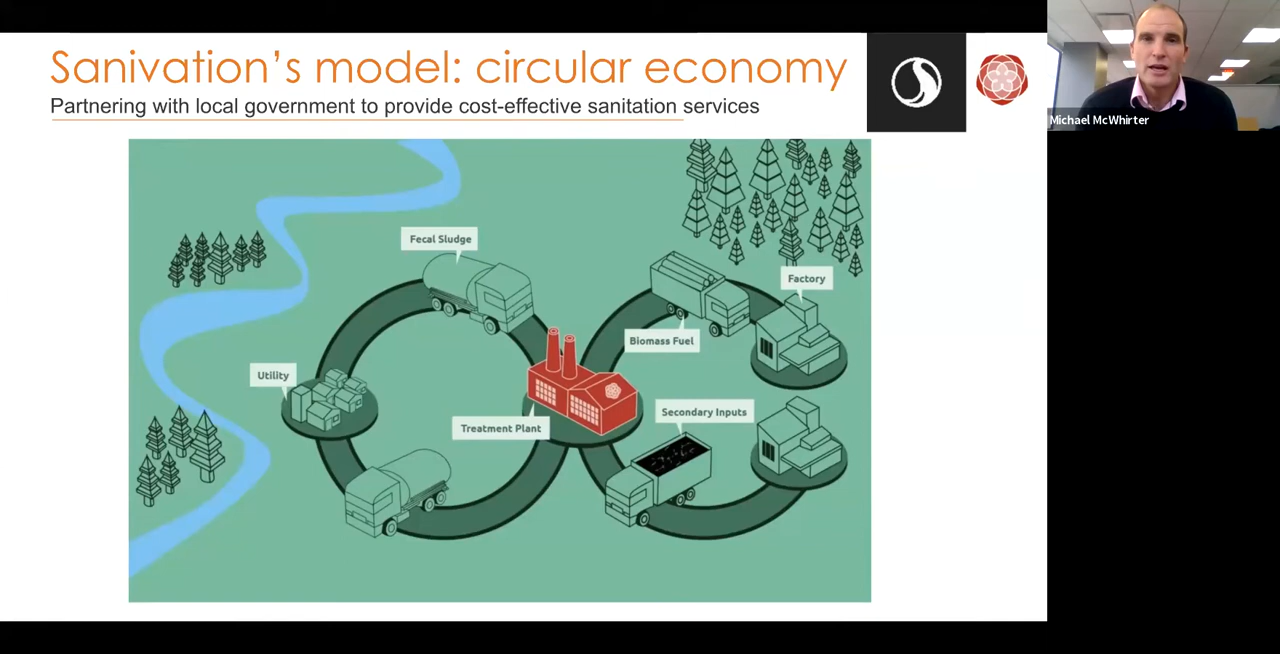 Sanivation's model: circular economy
Partnering with local government to provide cost-effective sanitation services
Michael McWhirter
Fecal Sludge
Factory
Biomass Fuel
Utility
Secondary Inputs
Treatment Plant